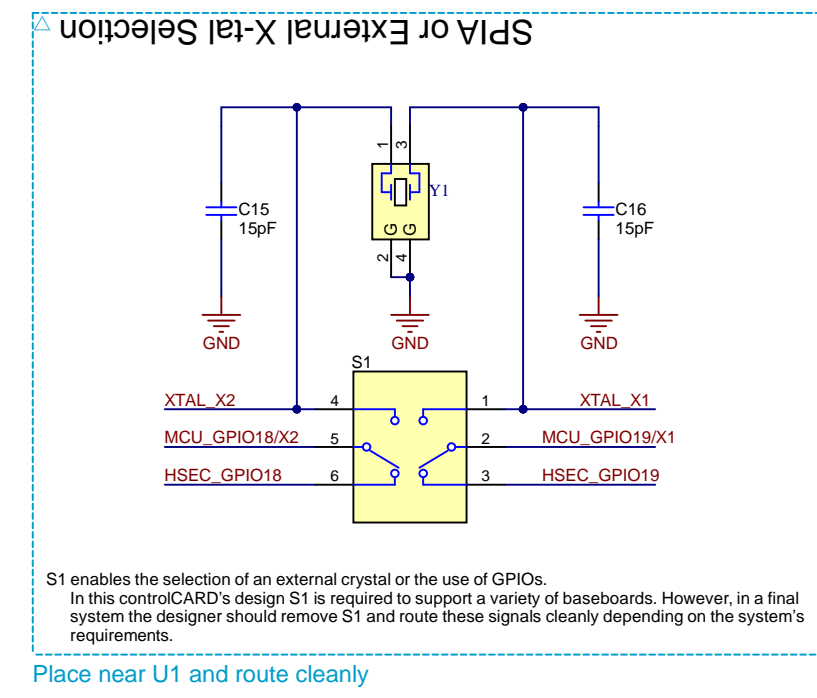 SPIA or External X-tal Selection
1
3
Y1
C15
15pF
C16
15pF
G G
2
4
GND
GND
GND
S1
XTAL_X2 4
1 XTAL_X1
MCU_GPIO18/X2 5
2 MCU_GPIO19/X1
HSEC_GPIO18 6
3 HSEC_GPIO19
S1 enables the selection of an external crystal or the use of GPIOs.
In this controlCARD's design S1 is required to support a variety of baseboards. However, in a final
system the designer should remove S1 and route these signals cleanly depending on the system's
requirements.
Place near U1 and route cleanly